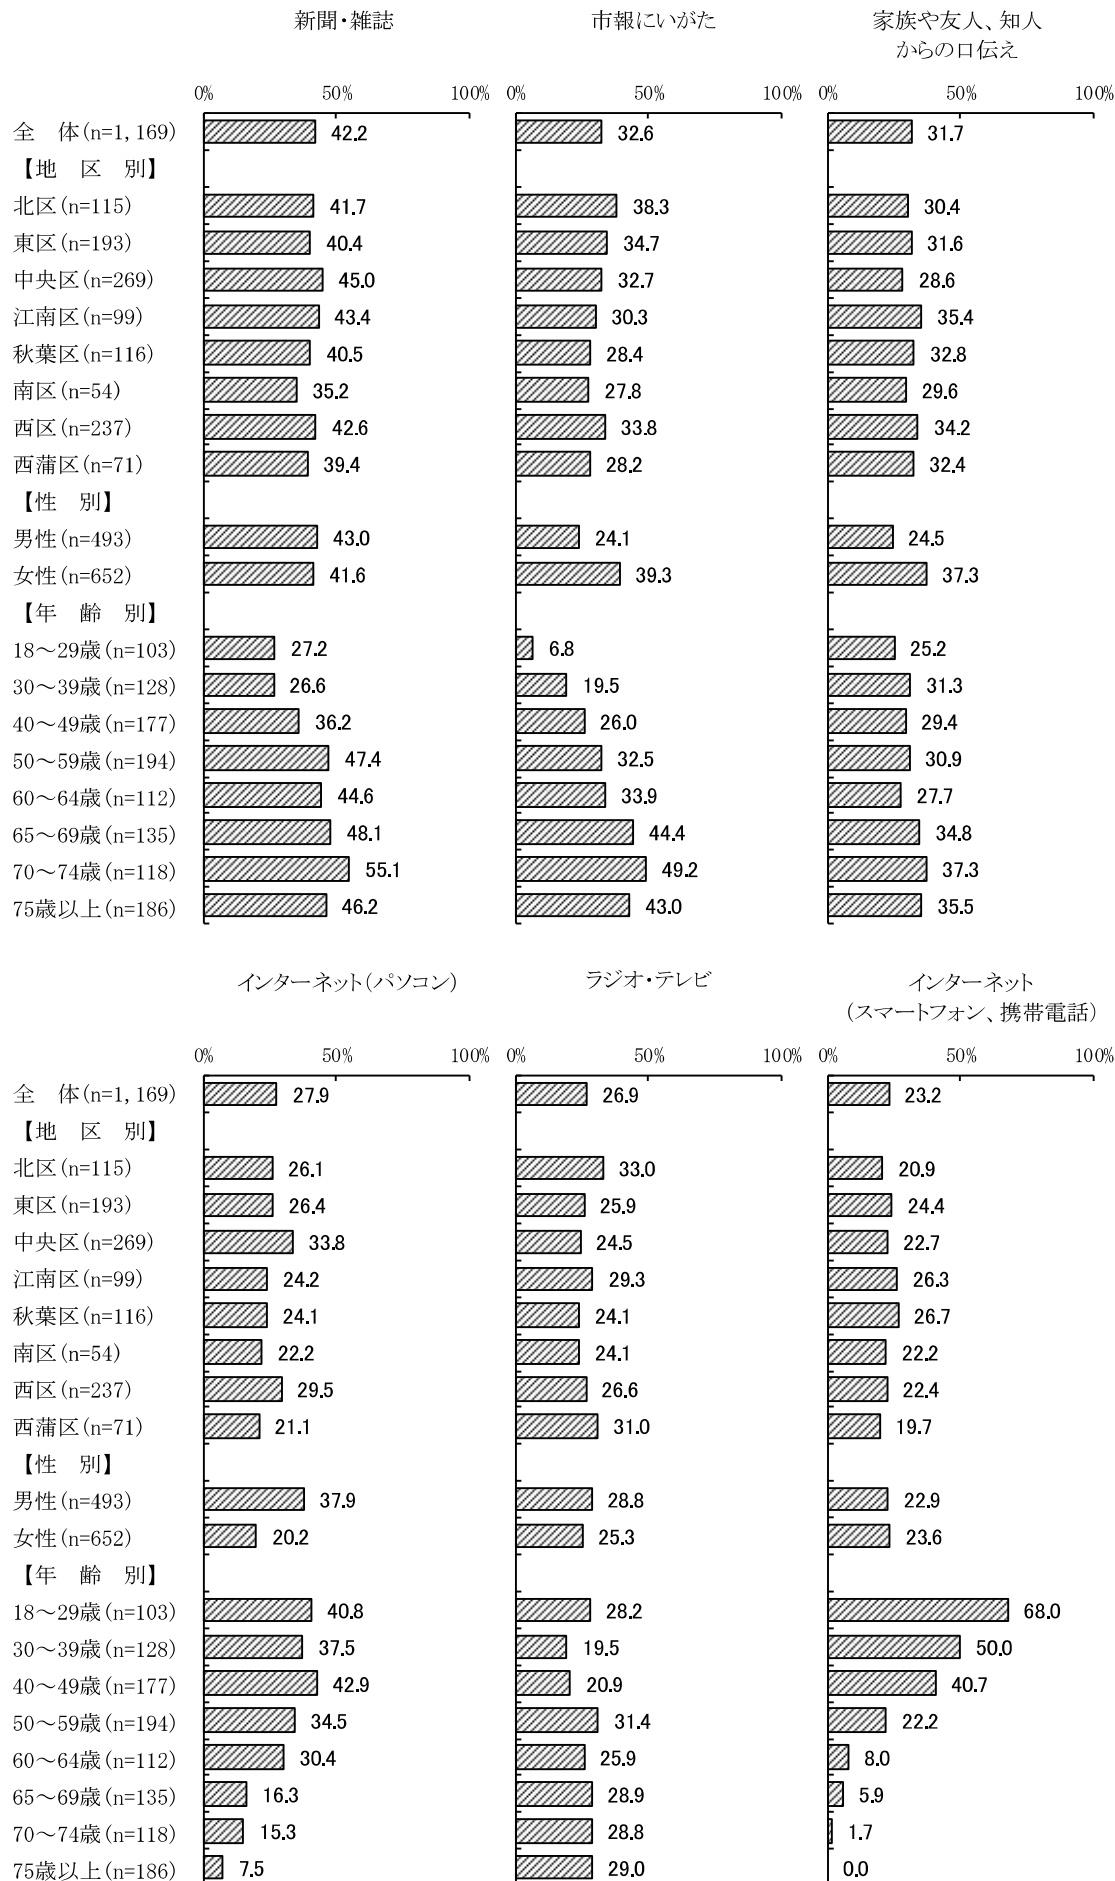 新聞・雑誌 市報にいがた 家族や友人、知人
からの口伝え
0% 50% 100% 0% 50% 100% 0% 50% 100%
全 体(n=1,169) 42.2 32.6 31.7
【地 区 別】
北区(n=115) 41.7 38.3 30.4
東区(n=193) 40.4 34.7 31.6
中央区(n=269) 45.0 32.7 28.6
江南区(n=99) 43.4 30.3 35.4
秋葉区(n=116) 40.5 28.4 32.8
南区(n=54) 35.2 27.8 29.6
西区(n=237) 42.6 33.8 34.2
西蒲区(n=71) 39.4 28.2 32.4
【性 別】
男性(n=493) 43.0 24.1 24.5
女性(n=652) 41.6 39.3 37.3
【年 齢 別】
18～29歳(n=103) 27.2 6.8 25.2
30～39歳(n=128) 26.6 19.5 31.3
40～49歳(n=177) 36.2 26.0 29.4
50～59歳(n=194) 47.4 32.5 30.9
60～64歳(n=112) 44.6 33.9 27.7
65～69歳(n=135) 48.1 44.4 34.8
70～74歳(n=118) 55.1 49.2 37.3
75歳以上(n=186) 46.2 43.0 35.5
インターネット(パソコン) ラジオ・テレビ インターネット
(スマートフォン、携帯電話)
0% 50% 100% 0% 50% 100% 0% 50% 100%
全 体(n=1,169) 27.9 26.9 23.2
【地 区 別】
北区(n=115) 26.1 33.0 20.9
東区(n=193) 26.4 25.9 24.4
中央区(n=269) 33.8 24.5 22.7
江南区(n=99) 24.2 29.3 26.3
秋葉区(n=116) 24.1 24.1 26.7
南区(n=54) 22.2 24.1 22.2
西区(n=237) 29.5 26.6 22.4
西蒲区(n=71) 21.1 31.0 19.7
【性 別】
男性(n=493) 37.9 28.8 22.9
女性(n=652) 20.2 25.3 23.6
【年 齢 別】
18～29歳(n=103) 40.8 28.2 68.0
30～39歳(n=128) 37.5 19.5 50.0
40～49歳(n=177) 42.9 20.9 40.7
50～59歳(n=194) 34.5 31.4 22.2
60～64歳(n=112) 30.4 25.9 8.0
65～69歳(n=135) 16.3 28.9 5.9
70～74歳(n=118) 15.3 28.8 1.7
75歳以上(n=186) 7.5 29.0 0.0